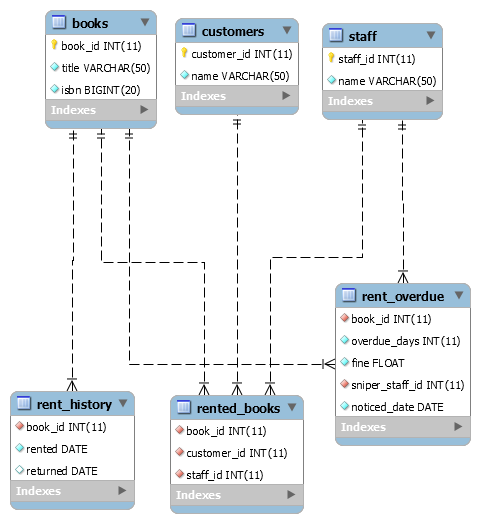 books
book_id INT(11)
title VARCHAR(50)
isbn BIGINT(20)
Indexes
customers
customer_id INT(11)
name VARCHAR(50)
Indexes
staff
staff_id INT(11)
name VARCHAR(50)
Indexes
rent_overdue
book_id INT(11)
overdue_days INT(11)
fine FLOAT
sniper_staff_id INT(11)
noticed_date DATE
Indexes
rent_history
book_id INT(11)
rented DATE
returned DATE
Indexes
rented_books
book_id INT(11)
customer_id INT(11)
staff_id INT(11)
Indexes